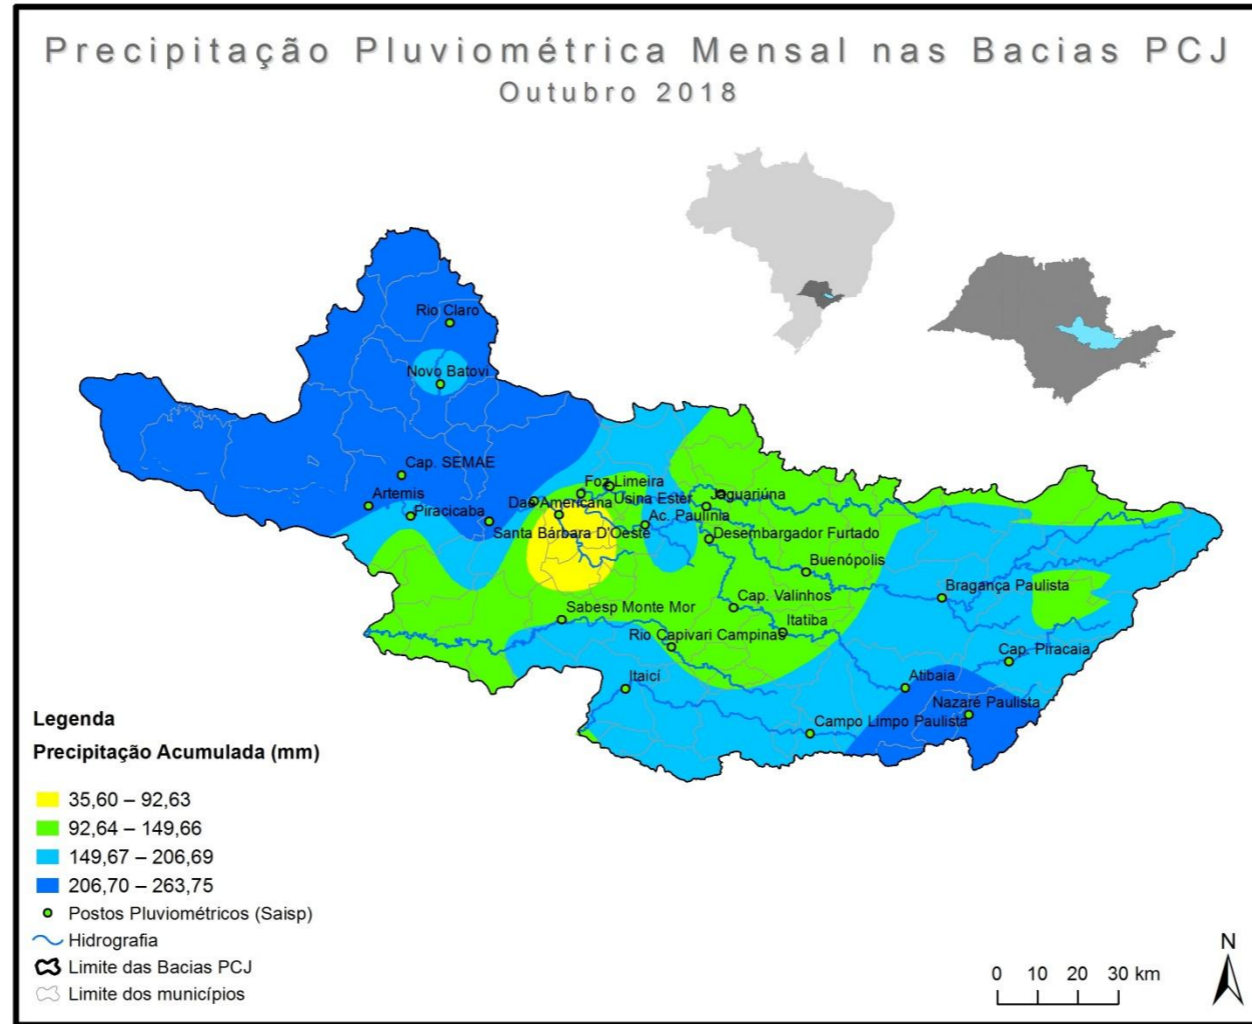 Precipitação Pluviométrica Mensal nas Bacias PCJ
Outubro 2018
Rio Claro
Novo Batovi
Cap. SEMAE
Artemis
Piracicaba
Foz Limeira
Usina Ester
Dae Americana
Santa Bárbara D'Oeste
Ac. Paulínia
Jaguariúna
Desembargador Furtado
Buenópolis
Bragança Paulista
Cap. Valinhos
Sabesp Monte Mor
Itatiba
Rio Capivari Campinas
Cap. Piracaia
Itaicí
Atibaia
Nazaré Paulista
Campo Limpo Paulista
Legenda
Precipitação Acumulada (mm)
35,60 – 92,63
92,64 – 149,66
149,67 – 206,69
206,70 – 263,75
Postos Pluviométricos (Saisp)
Hidrografia
Limite das Bacias PCJ
Limite dos municípios
0 10 20 30 km
N